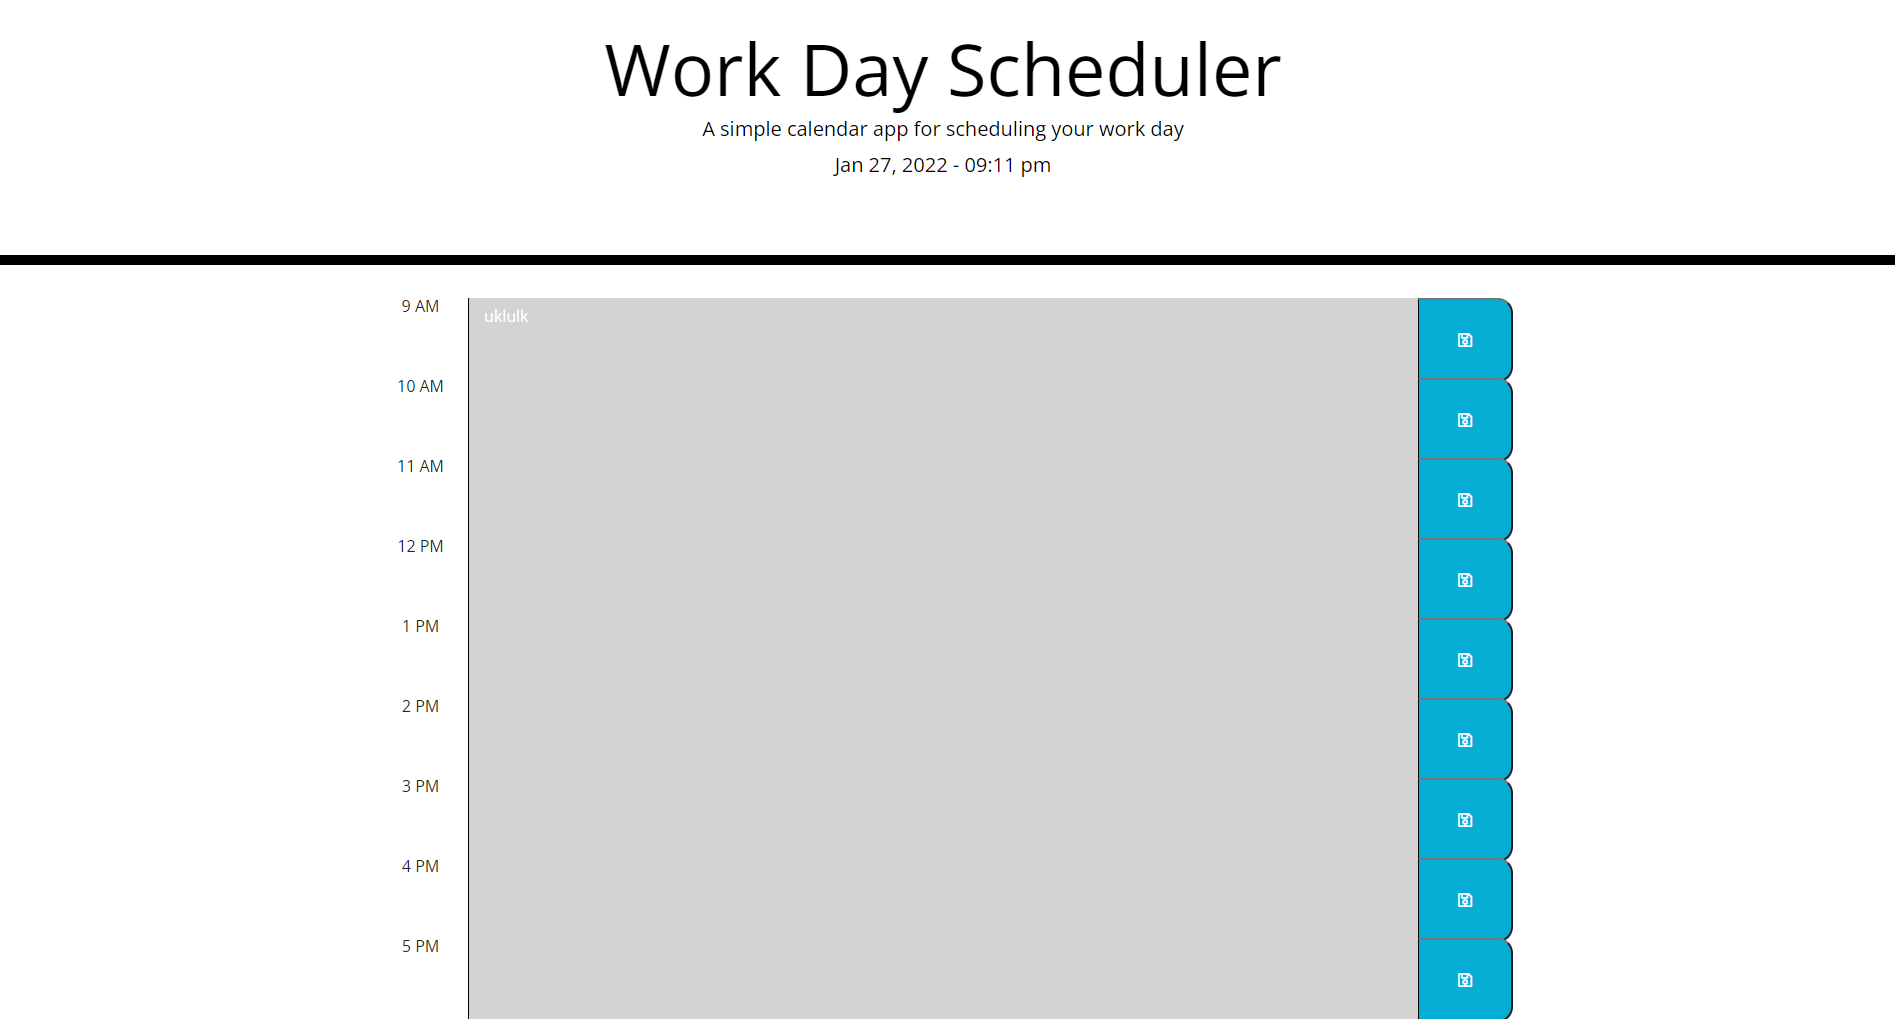 Work Day Scheduler
A simple calendar app for scheduling your work day
Jan 27, 2022 - 09:11 pm
9 AM
uklulk
10 AM
11 AM
12 PM
1 PM
2 PM
3 PM
4 PM
5 PM